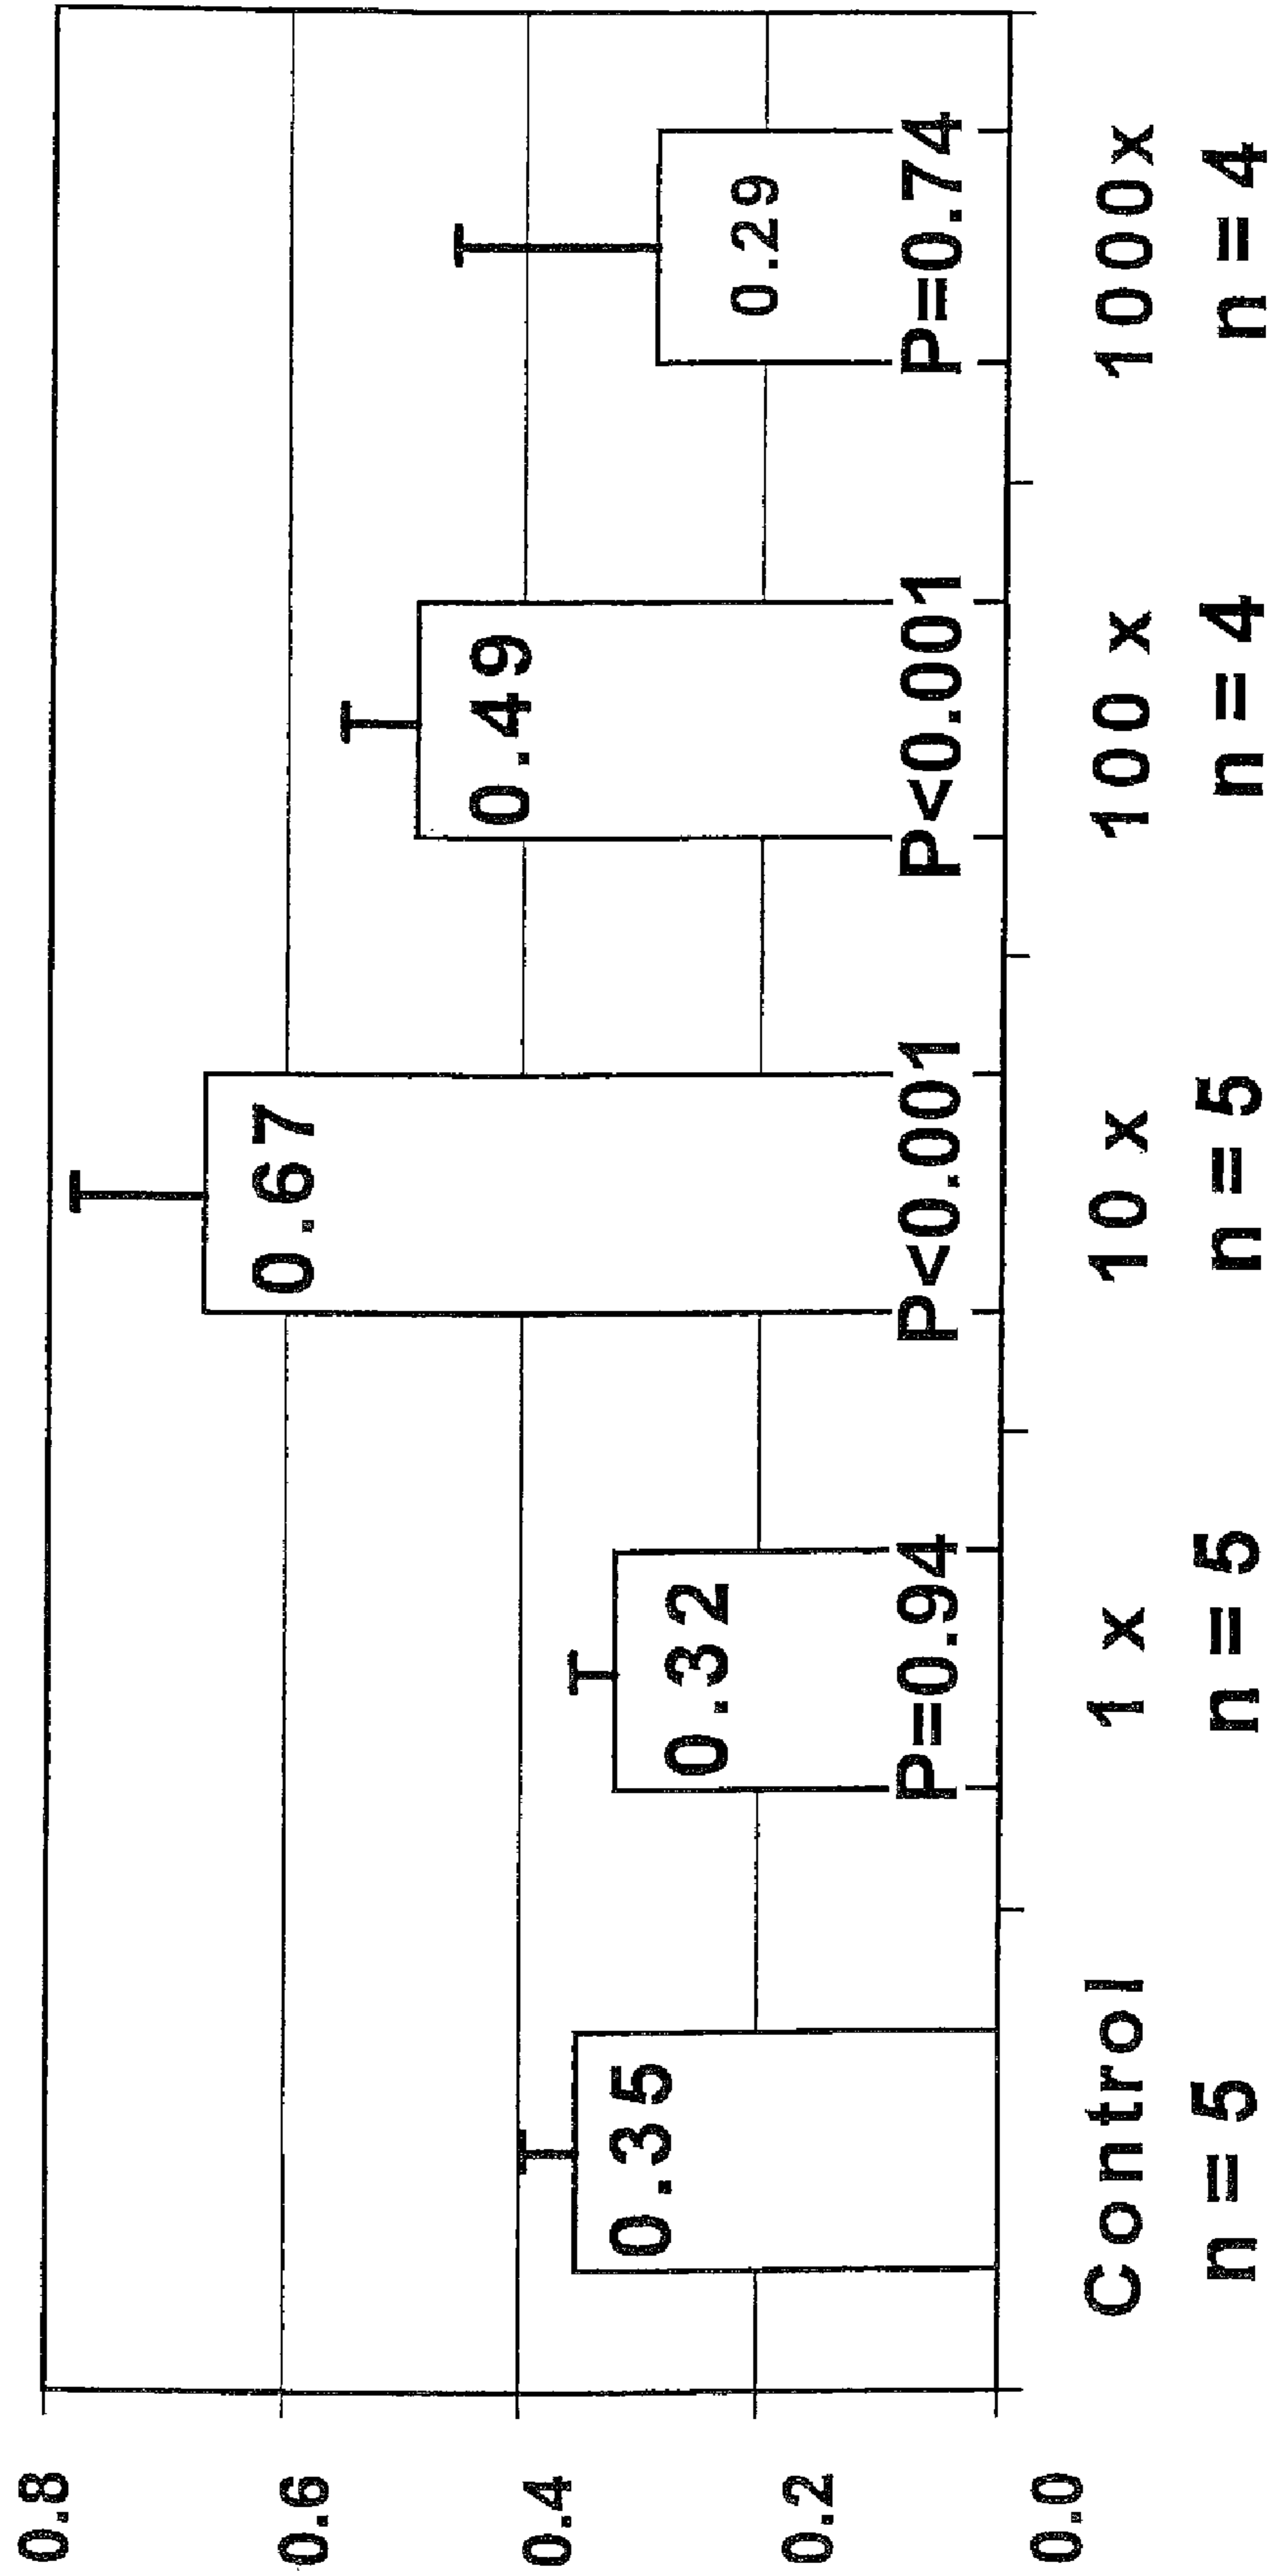 0.8
0.6
0.4
0.2
0.0
0.35
0.32
0.67
0.49
0.29
P=0.94
P<0.001
P<0.001
P=0.74
Control
1 x
10 x
100 x
1000x
n = 5
n = 5
n = 5
n = 4
n = 4